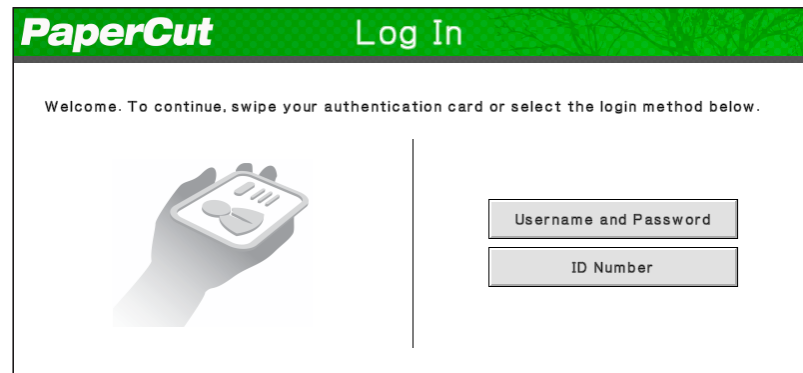 PaperCut Log In
Welcome. To continue, swipe your authentication card or select the login method below.
Username and Password
ID Number